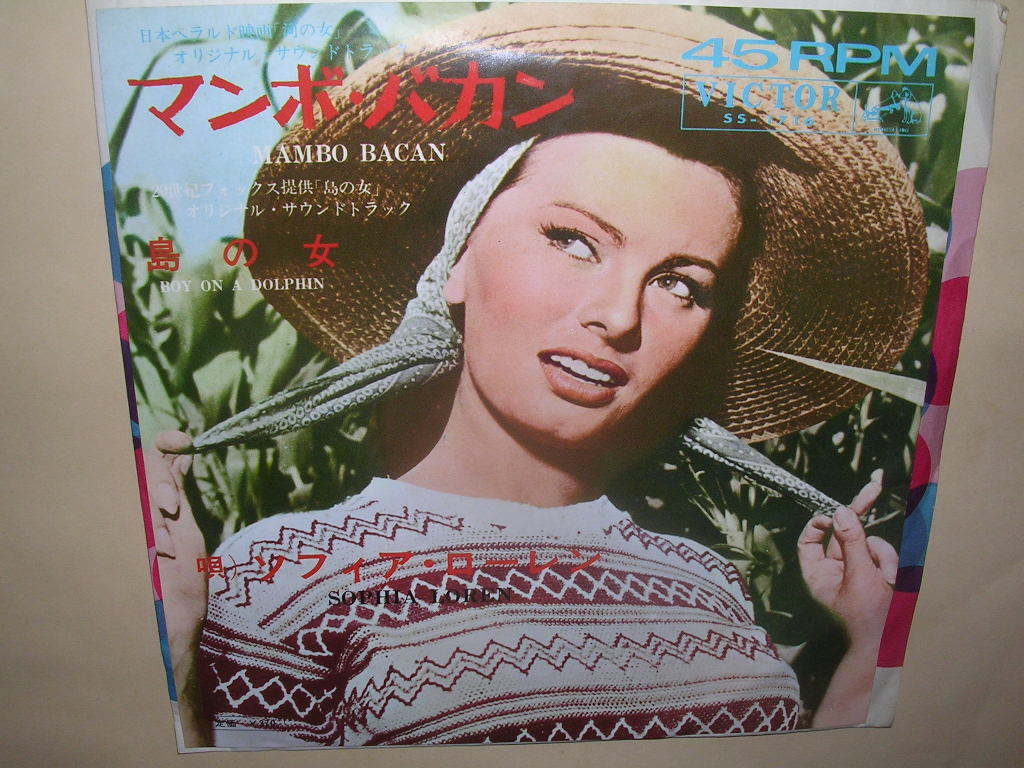 日本ヘラルド映画「河の女」
オリジナル・サウンドトラック
マンボ・バカン
MAMBO BACAN
20世紀フォックス提供「島の女」
オリジナル・サウンドトラック
島の女
BOY ON A DOLPHIN
45 RPM
VICTOR
SS-1716
唄 ソフィア・ローレン
SOPHIA LOREN